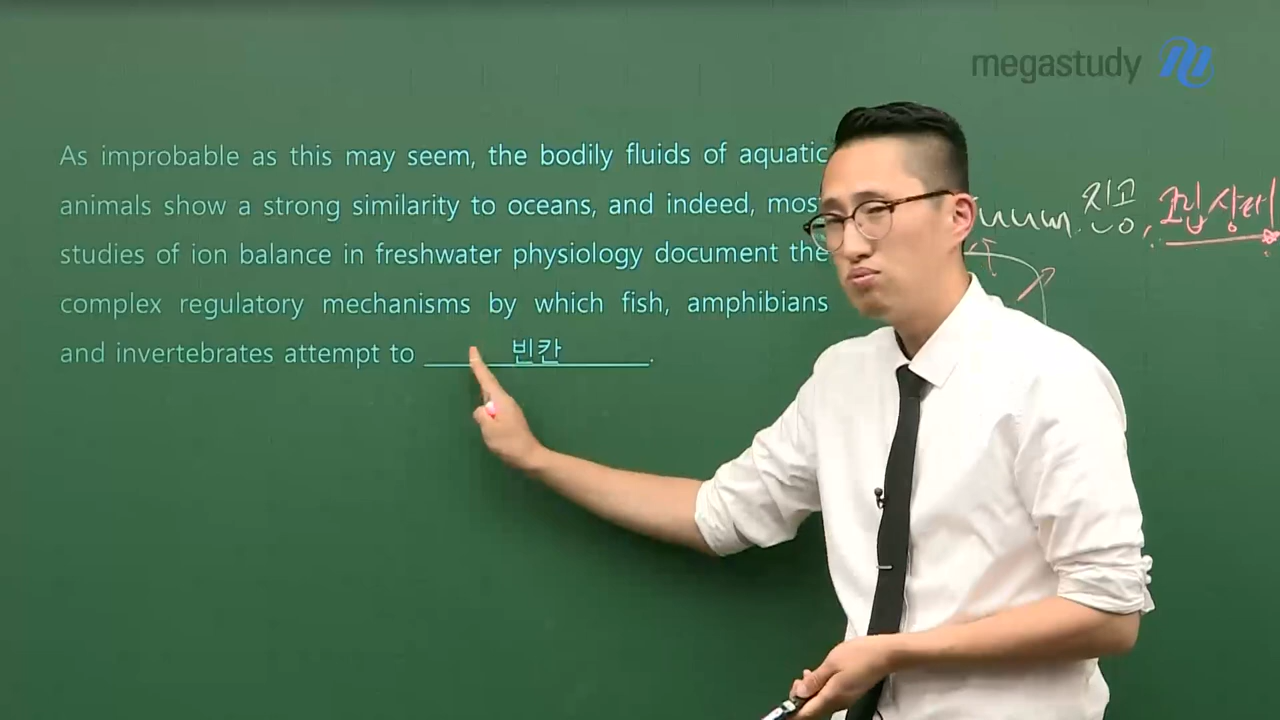 megastudy
As improbable as this may seem, the bodily fluids of aquatic
animals show a strong similarity to oceans, and indeed, most
studies of ion balance in freshwater physiology document the
complex regulatory mechanisms by which fish, amphibians
and invertebrates attempt to 빈칸.